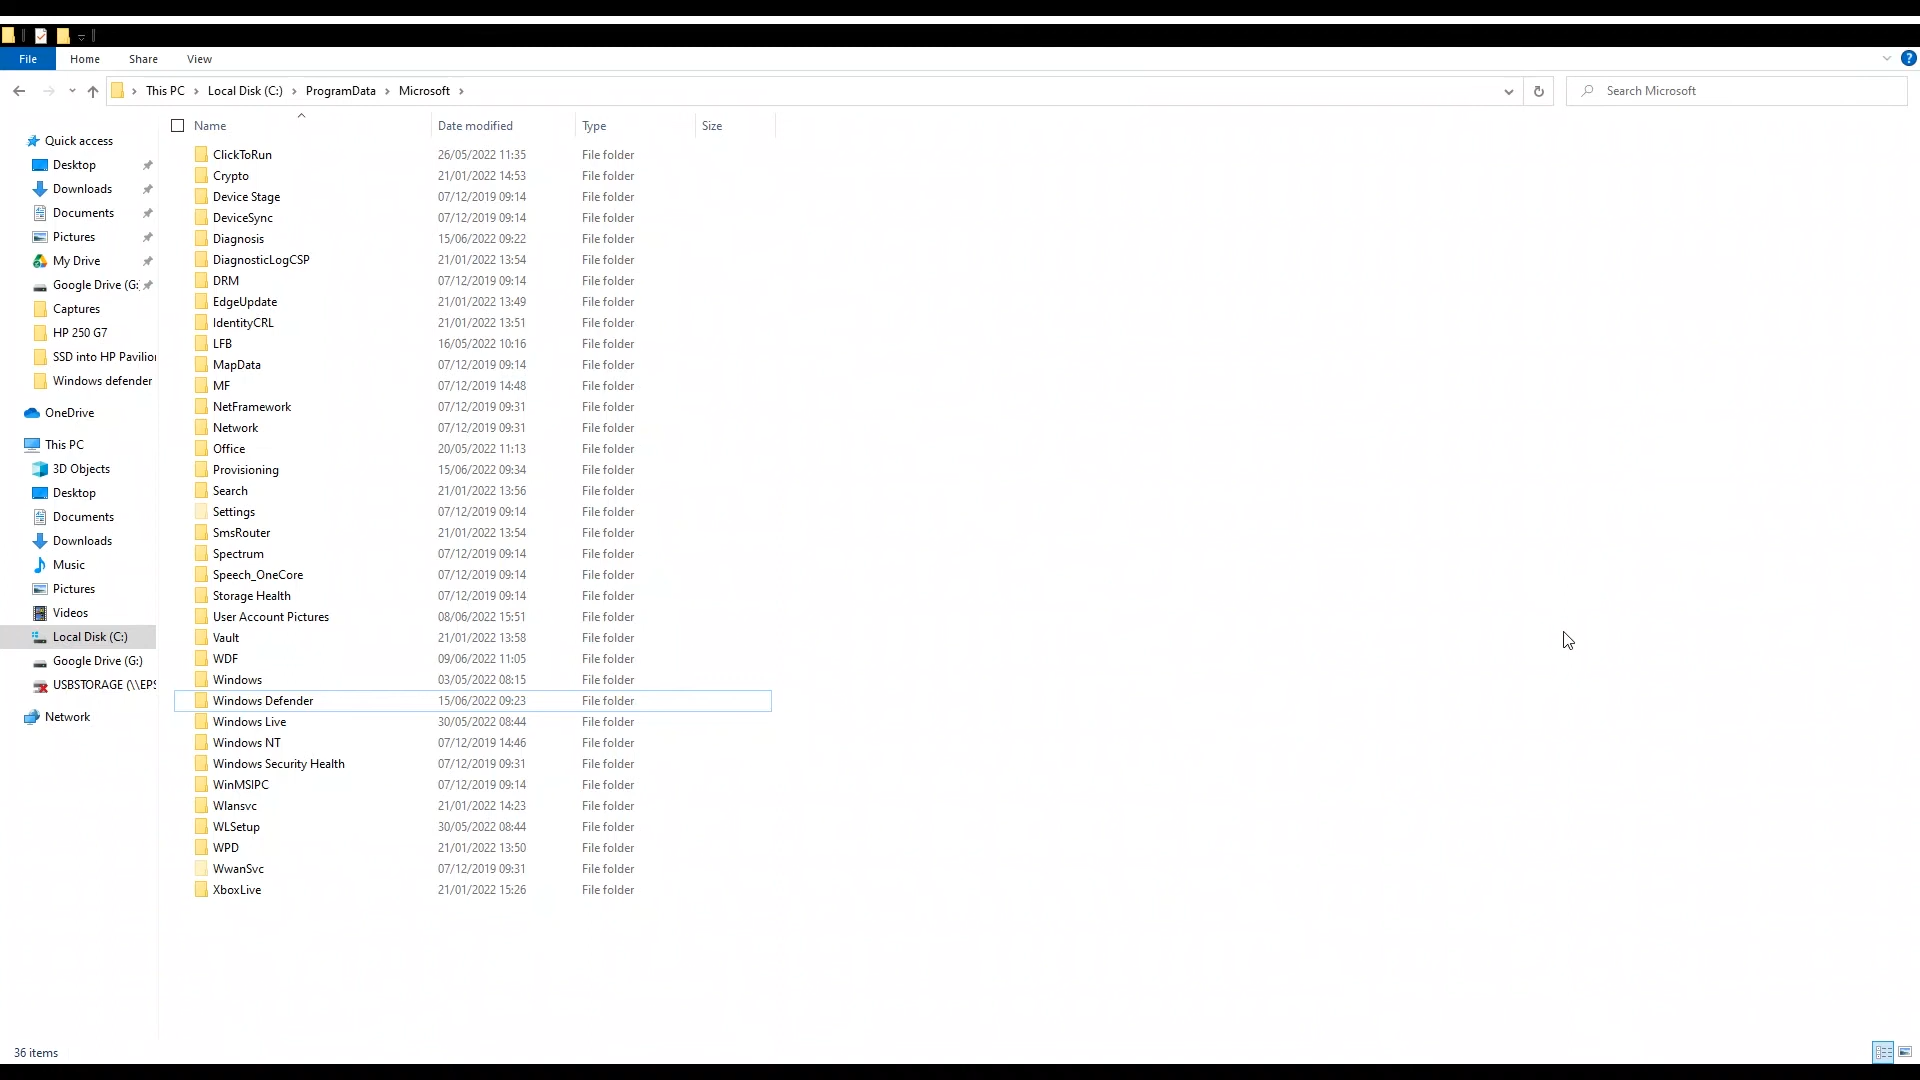 File Home Share View ?
This PC > Local Disk (C:) > ProgramData > Microsoft > Search Microsoft
Name Date modified Type Size
Quick access
Desktop
Downloads
Documents
Pictures
My Drive
Google Drive (G:
Captures
HP 250 G7
SSD into HP Pavilion
Windows defender
OneDrive
This PC
3D Objects
Desktop
Documents
Downloads
Music
Pictures
Videos
Local Disk (C:)
Google Drive (G:)
USBSTORAGE (\\EPS
Network
ClickToRun 26/05/2022 11:35 File folder
Crypto 21/01/2022 14:53 File folder
Device Stage 07/12/2019 09:14 File folder
DeviceSync 07/12/2019 09:14 File folder
Diagnosis 15/06/2022 09:22 File folder
DiagnosticLogCSP 21/01/2022 13:54 File folder
DRM 07/12/2019 09:14 File folder
EdgeUpdate 21/01/2022 13:49 File folder
IdentityCRL 21/01/2022 13:51 File folder
LFB 16/05/2022 10:16 File folder
MapData 07/12/2019 09:14 File folder
MF 07/12/2019 14:48 File folder
NetFramework 07/12/2019 09:31 File folder
Network 07/12/2019 09:31 File folder
Office 20/05/2022 11:13 File folder
Provisioning 15/06/2022 09:34 File folder
Search 21/01/2022 13:56 File folder
Settings 07/12/2019 09:14 File folder
SmsRouter 21/01/2022 13:54 File folder
Spectrum 07/12/2019 09:14 File folder
Speech_OneCore 07/12/2019 09:14 File folder
Storage Health 07/12/2019 09:14 File folder
User Account Pictures 08/06/2022 15:51 File folder
Vault 21/01/2022 13:58 File folder
WDF 09/06/2022 11:05 File folder
Windows 03/05/2022 08:15 File folder
Windows Defender 15/06/2022 09:23 File folder
Windows Live 30/05/2022 08:44 File folder
Windows NT 07/12/2019 14:46 File folder
Windows Security Health 07/12/2019 09:31 File folder
WinMSIPC 07/12/2019 09:14 File folder
Wlansvc 21/01/2022 14:23 File folder
WLSetup 30/05/2022 08:44 File folder
WPD 21/01/2022 13:50 File folder
WwanSvc 07/12/2019 09:31 File folder
XboxLive 21/01/2022 15:26 File folder
36 items